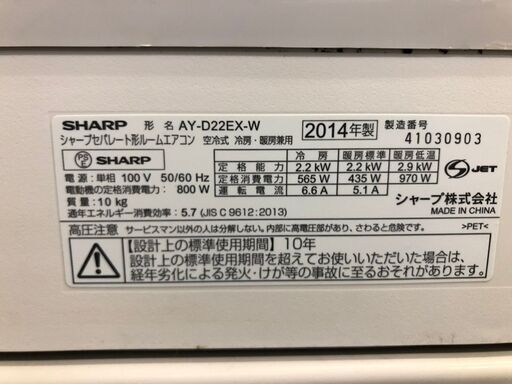 SHARP 形名 AY-D22EX-W 2014年製 製造番号
シャープセパレート形ルームエアコン 空冷式 冷房・暖房兼用 41030903
PS E SHARP
冷房 暖房標準 暖房低温
定格能力 2.2 kW 2.2 kW 2.9 kW
電源:単相 100 V 50/60 Hz 定格消費電力 565 W 435 W 970 W
電動機の定格消費電力: 800 W 運転電流 6.6 A 5.1 A
S JET
質量:10 kg シャープ株式会社
通年エネルギー消費効率:5.7 (JIS C 9612:2013) MADE IN CHINA
高圧注意 サービスマン以外の人は分解しない。内部に高電圧部があり、さわると危険です。 >PET<
【設計上の標準使用期間】10年
設計上の標準使用期間を超えてお使いいただいた場合は、
経年劣化による発火・けが等の事故に至るおそれがあります。